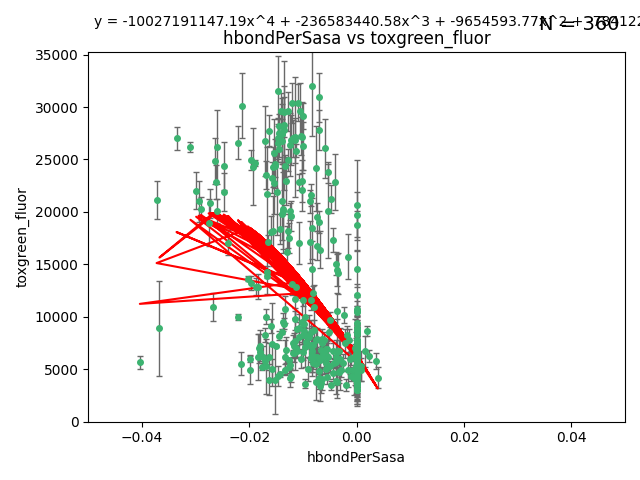 y = -10027191147.19x^4 + -236583440.58x^3 + -9654593.77x^2 +
N = 360
hbondPerSasa vs toxgreen_fluor
35000
30000
25000
20000
15000
10000
5000
0
toxgreen_fluor
−0.04 −0.02 0.00 0.02 0.04
hbondPerSasa